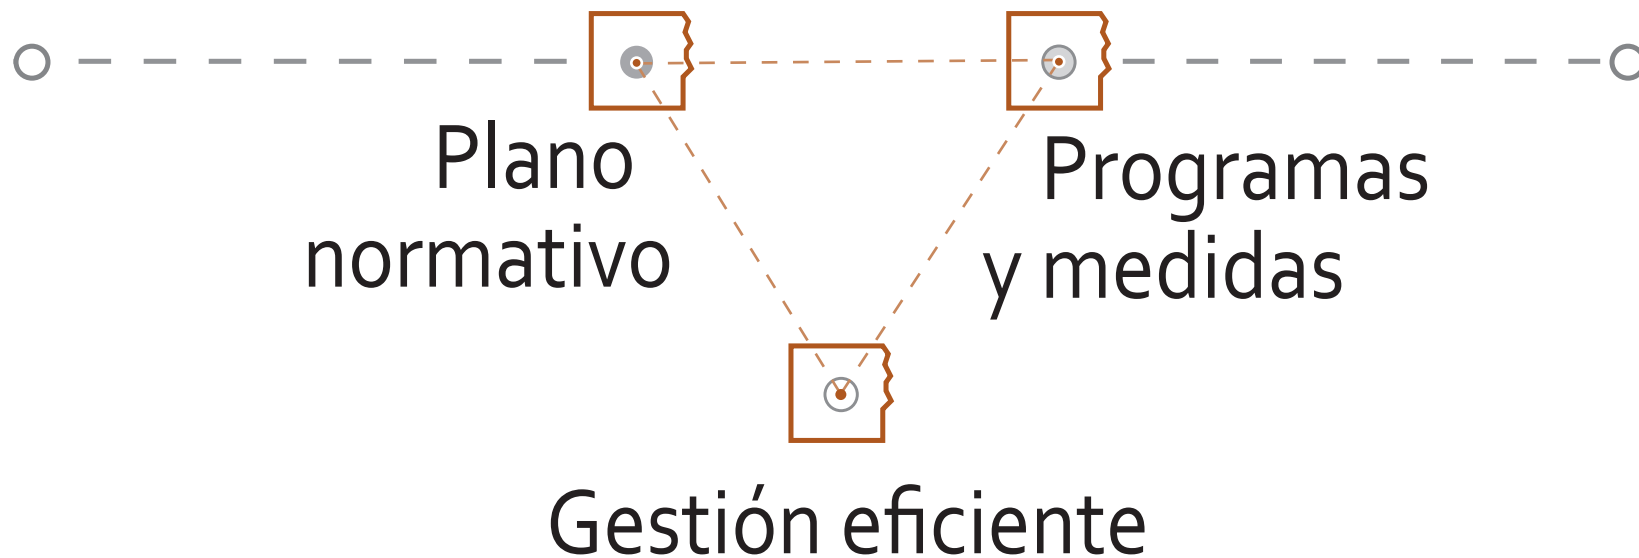 Plano
normativo
Programas
y medidas
Gestión eficiente